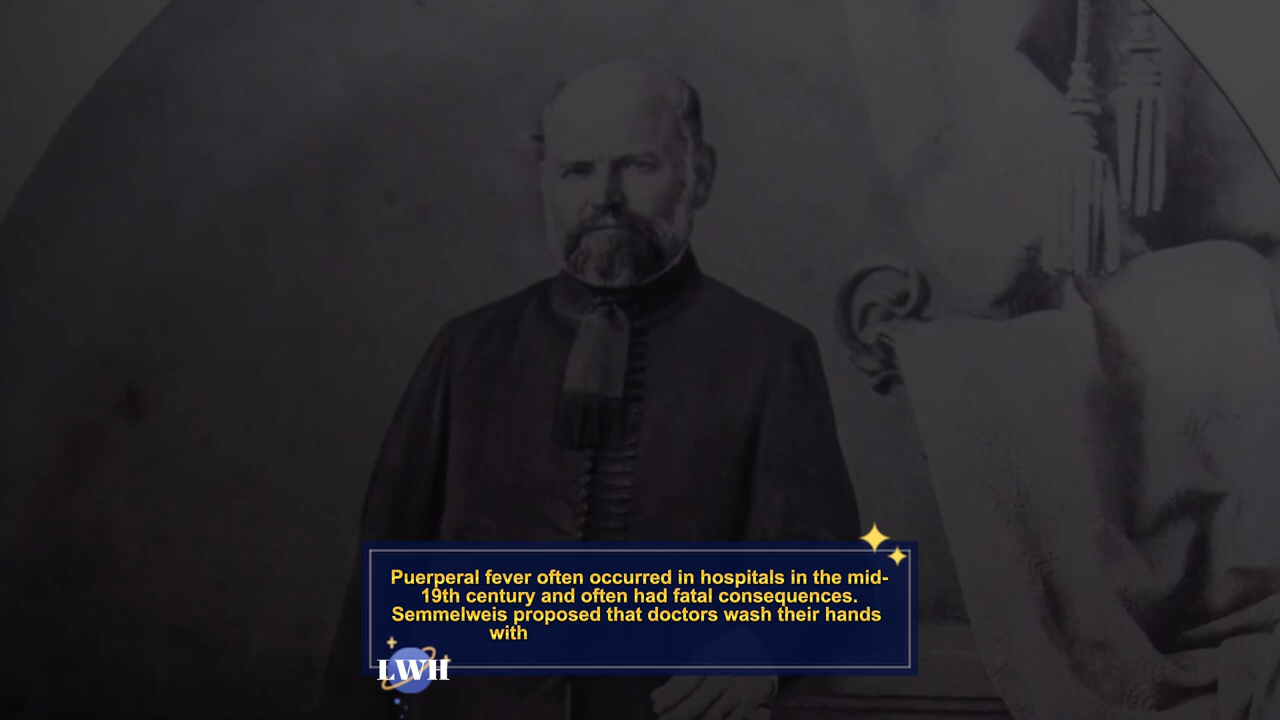 Puerperal fever often occurred in hospitals in the mid-
19th century and often had fatal consequences.
Semmelweis proposed that doctors wash their hands
with
LWH